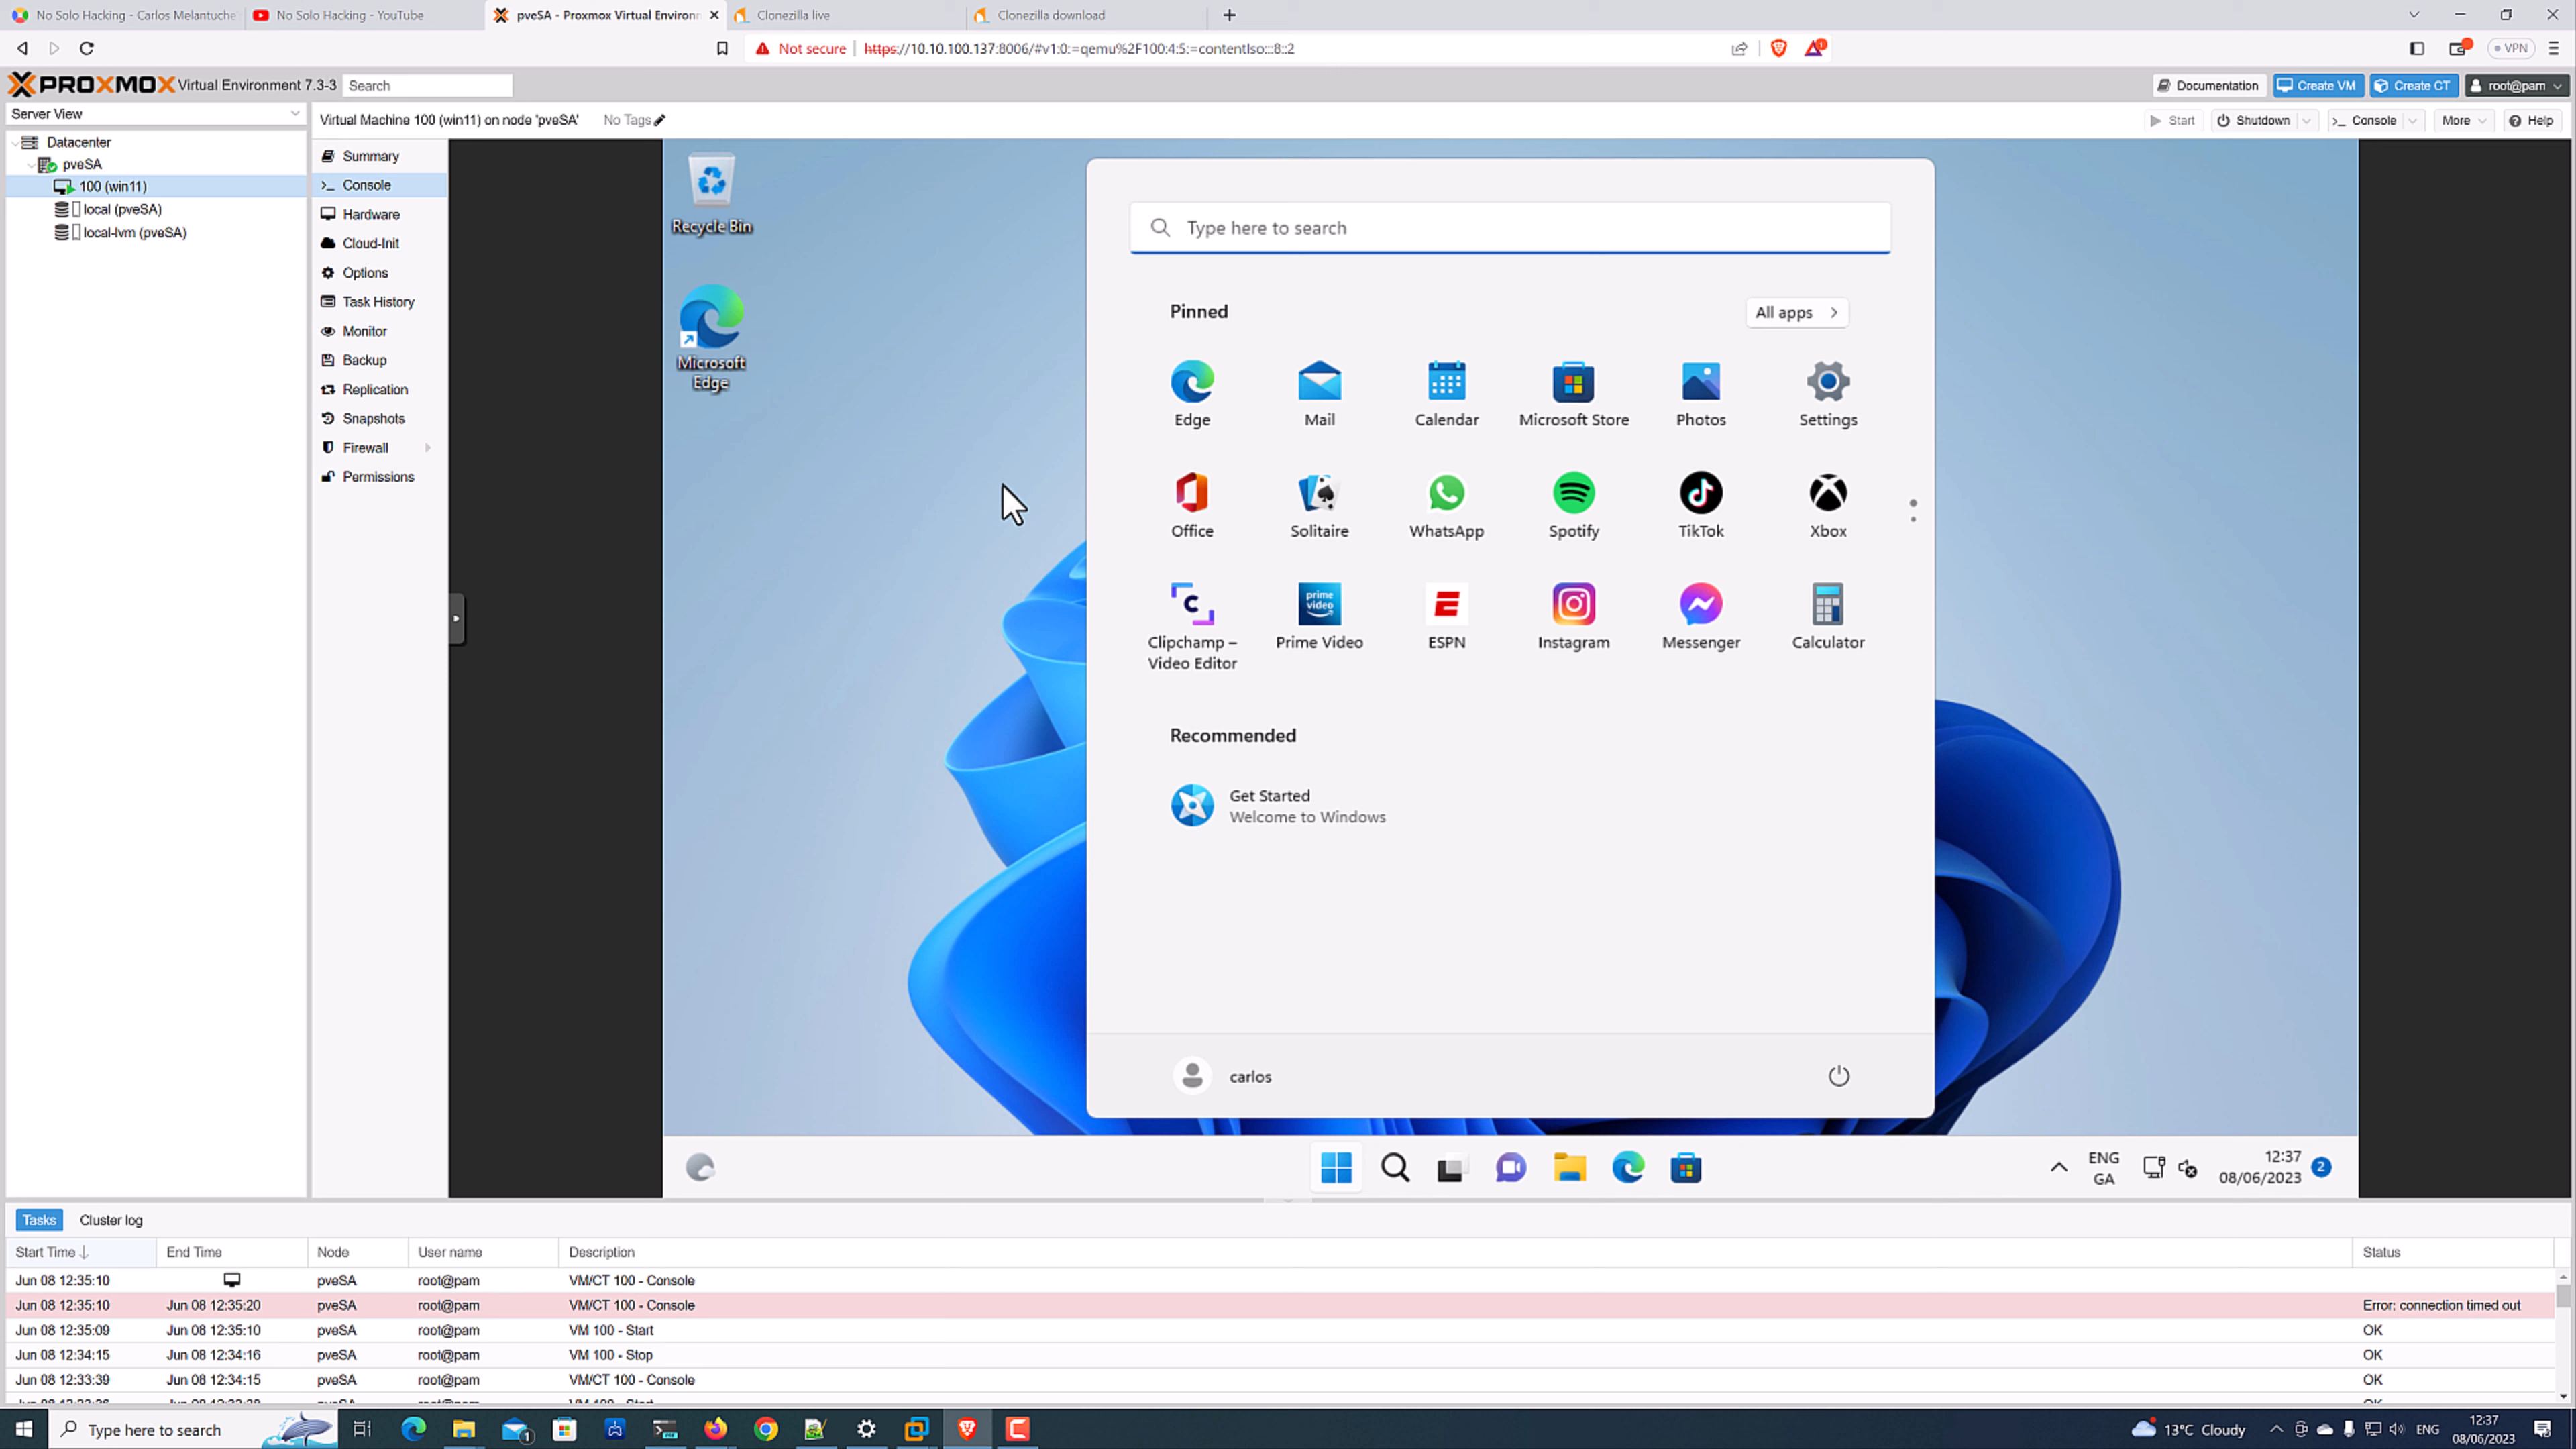 No Solo Hacking - Carlos Melantuche
No Solo Hacking - YouTube
pveSA - Proxmox Virtual Environ
Clonezilla live
Clonezilla download
Not secure
https://10.10.100.137:8006/#v1:0:=qemu%2F100:4:5:=contentIso:::8::2
VPN
PROXMOX Virtual Environment 7.3-3
Search
Documentation
Create VM
Create CT
root@pam
Server View
Virtual Machine 100 (win11) on node 'pveSA'
No Tags
Start
Shutdown
Console
More
Help
Datacenter
pveSA
100 (win11)
local (pveSA)
local-lvm (pveSA)
Summary
Console
Hardware
Cloud-Init
Options
Task History
Monitor
Backup
Replication
Snapshots
Firewall
Permissions
Recycle Bin
Microsoft
Edge
Type here to search
Pinned
All apps
Edge
Mail
Calendar
Microsoft Store
Photos
Settings
Office
Solitaire
WhatsApp
Spotify
TikTok
Xbox
Clipchamp –
Video Editor
prime
video
Prime Video
ESPN
Instagram
Messenger
Calculator
Recommended
Get Started
Welcome to Windows
carlos
ENG
GA
12:37
08/06/2023
2
Tasks
Cluster log
Start Time End Time Node User name Description Status
Jun 08 12:35:10 pveSA root@pam VM/CT 100 - Console
Jun 08 12:35:10 Jun 08 12:35:20 pveSA root@pam VM/CT 100 - Console Error: connection timed out
Jun 08 12:35:09 Jun 08 12:35:10 pveSA root@pam VM 100 - Start OK
Jun 08 12:34:15 Jun 08 12:34:16 pveSA root@pam VM 100 - Stop OK
Jun 08 12:33:39 Jun 08 12:34:15 pveSA root@pam VM/CT 100 - Console OK
Type here to search
1
13°C Cloudy
ENG
12:37
08/06/2023